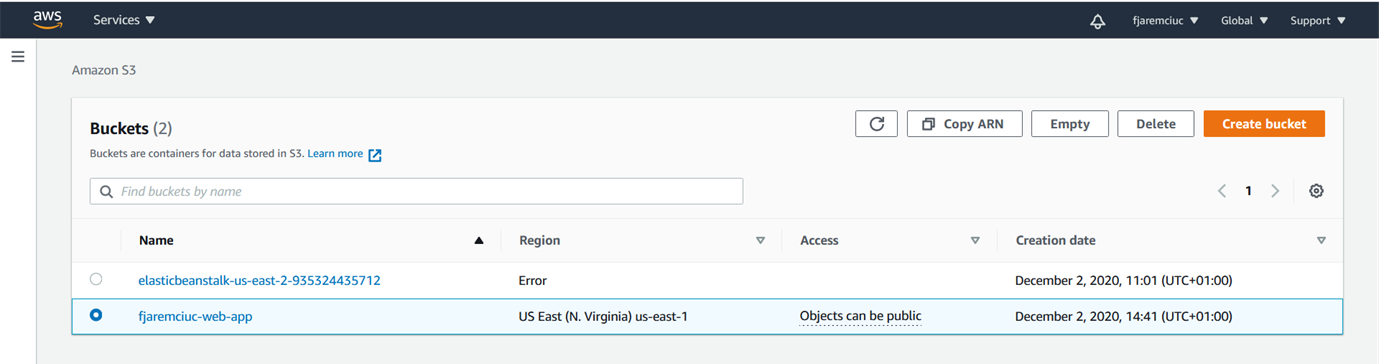 aws Services fjaremciuc Global Support
Amazon S3
Buckets (2) Copy ARN Empty Delete Create bucket
Buckets are containers for data stored in S3. Learn more
Find buckets by name 1
Name Region Access Creation date
elasticbeanstalk-us-east-2-935324435712 Error December 2, 2020, 11:01 (UTC+01:00)
fjaremciuc-web-app US East (N. Virginia) us-east-1 Objects can be public December 2, 2020, 14:41 (UTC+01:00)